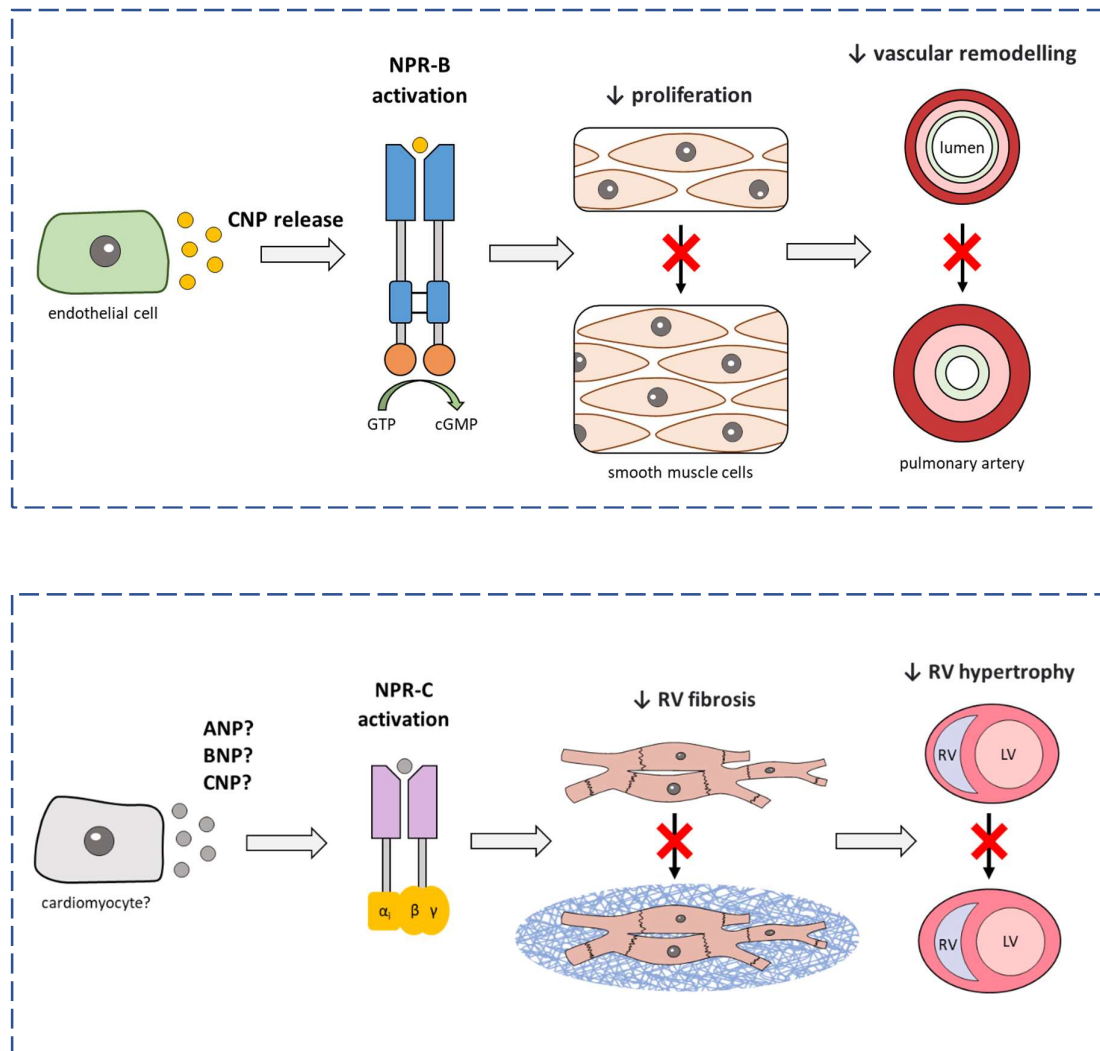 NPR-B
activation
↓ proliferation
↓ vascular remodelling
lumen
CNP release
endothelial cell
GTP
cGMP
smooth muscle cells
pulmonary artery
ANP?
BNP?
CNP?
NPR-C
activation
↓ RV fibrosis
↓ RV hypertrophy
RV
LV
cardiomyocyte?
αi
β
γ
RV
LV